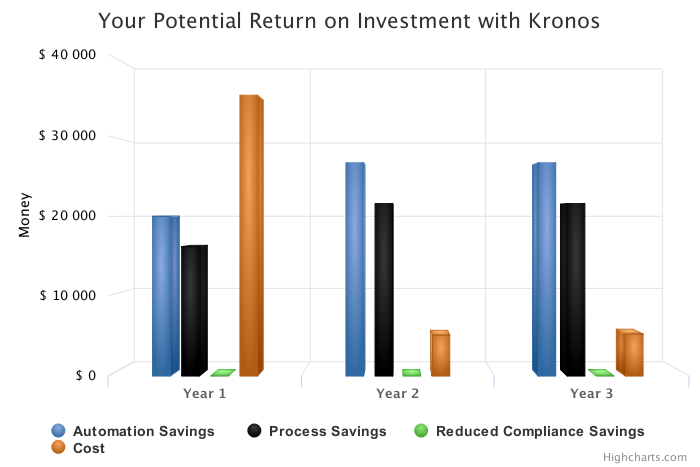 Your Potential Return on Investment with Kronos
$ 40 000
$ 30 000
$ 20 000
$ 10 000
$ 0
Money
Year 1
Year 2
Year 3
Automation Savings
Process Savings
Reduced Compliance Savings
Cost
Highcharts.com